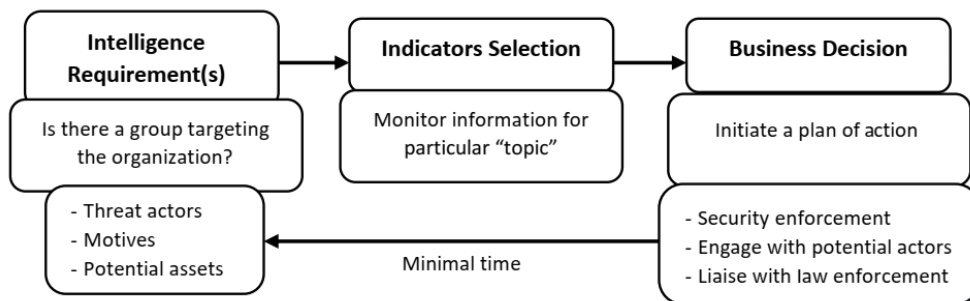 Intelligence
Requirement(s)
Indicators Selection
Business Decision
Is there a group targeting
the organization?
Monitor information for
particular “topic”
Initiate a plan of action
- Threat actors
- Motives
- Potential assets
Minimal time
- Security enforcement
- Engage with potential actors
- Liaise with law enforcement